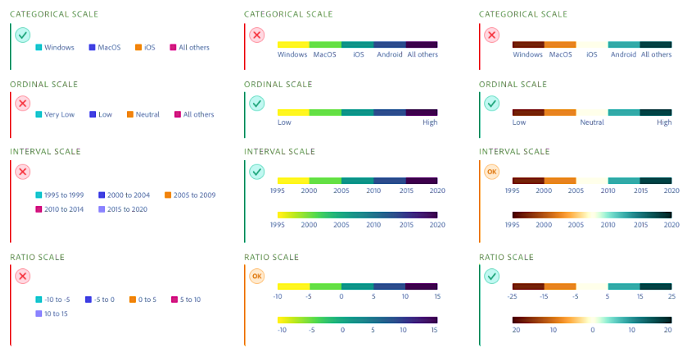 CATEGORICAL SCALE
Windows MacOS iOS All others
ORDINAL SCALE
Very Low Low Neutral All others
INTERVAL SCALE
1995 to 1999 2000 to 2004 2005 to 2009
2010 to 2014 2015 to 2020
RATIO SCALE
-10 to -5 -5 to 0 0 to 5 5 to 10
10 to 15
CATEGORICAL SCALE
Windows MacOS iOS Android All others
ORDINAL SCALE
Low High
INTERVAL SCALE
1995 2000 2005 2010 2015 2020
1995 2000 2005 2010 2015 2020
RATIO SCALE
OK
-10 -5 0 5 10 15
-10 -5 0 5 10 15
CATEGORICAL SCALE
Windows MacOS iOS Android All others
ORDINAL SCALE
Low Neutral High
INTERVAL SCALE
OK
1995 2000 2005 2010 2015 2020
1995 2000 2005 2010 2015 2020
RATIO SCALE
-25 -15 -5 5 15 25
20 10 0 10 20